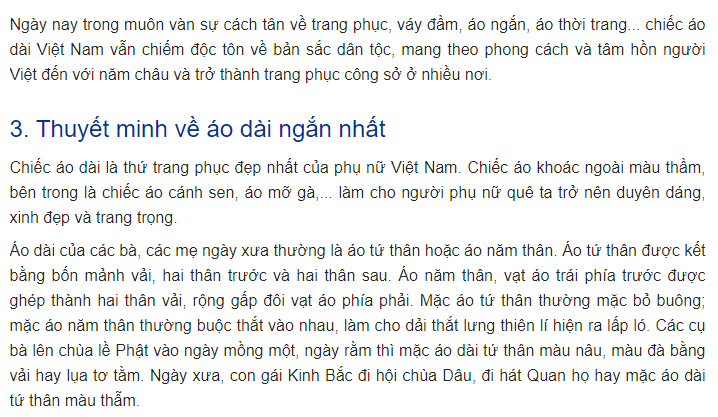 Ngày nay trong muôn vàn sự cách tân về trang phục, váy đầm, áo ngắn, áo thời trang... chiếc áo
dài Việt Nam vẫn chiếm độc tôn về bản sắc dân tộc, mang theo phong cách và tâm hồn người
Việt đến với năm châu và trở thành trang phục công sở ở nhiều nơi.
3. Thuyết minh về áo dài ngắn nhất
Chiếc áo dài là thứ trang phục đẹp nhất của phụ nữ Việt Nam. Chiếc áo khoác ngoài màu thầm,
bên trong là chiếc áo cánh sen, áo mỡ gà,... làm cho người phụ nữ quê ta trở nên duyên dáng,
xinh đẹp và trang trọng.
Áo dài của các bà, các mẹ ngày xưa thường là áo tứ thân hoặc áo năm thân. Áo tứ thân được kết
bằng bốn mảnh vải, hai thân trước và hai thân sau. Áo năm thân, vạt áo trái phía trước được
ghép thành hai thân vải, rộng gấp đôi vạt áo phía phải. Mặc áo tứ thân thường mặc bỏ buông;
mặc áo năm thân thường buộc thắt vào nhau, làm cho dải thắt lưng thiên lí hiện ra lấp ló. Các cụ
bà lên chùa lề Phật vào ngày mồng một, ngày rằm thì mặc áo dài tứ thân màu nâu, màu đà bằng
vải hay lụa tơ tằm. Ngày xưa, con gái Kinh Bắc đi hội chùa Dâu, đi hát Quan họ hay mặc áo dài
tứ thân màu thẫm.